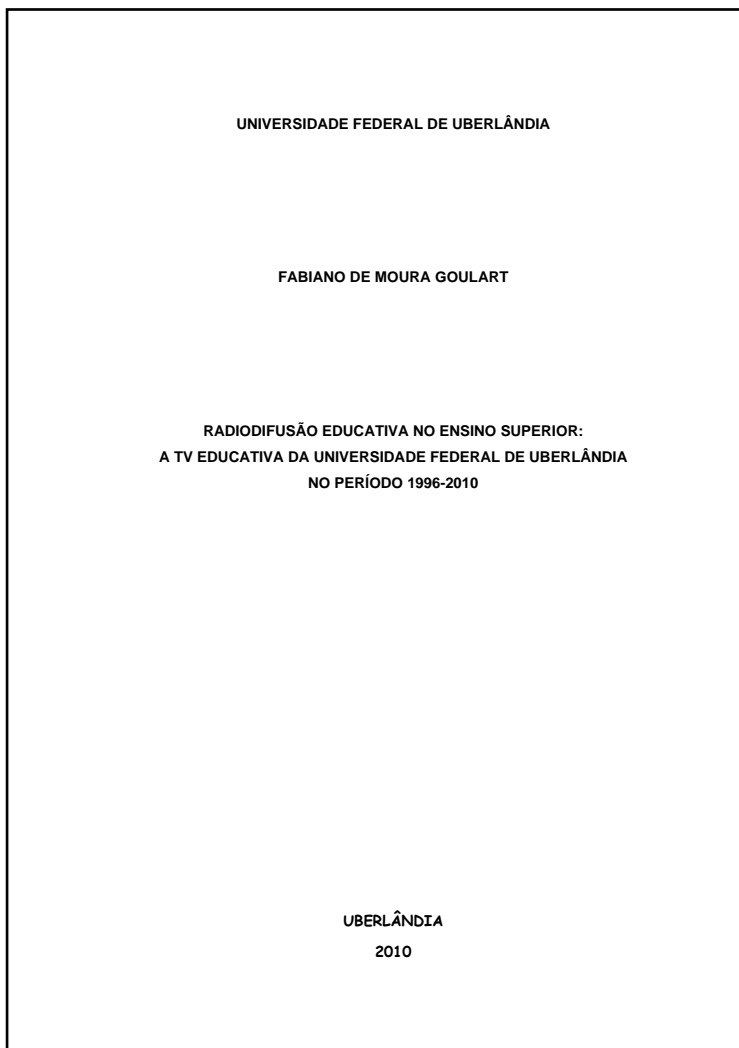 UNIVERSIDADE FEDERAL DE UBERLÂNDIA
FABIANO DE MOURA GOULART
RADIODIFUSÃO EDUCATIVA NO ENSINO SUPERIOR:
A TV EDUCATIVA DA UNIVERSIDADE FEDERAL DE UBERLÂNDIA
NO PERÍODO 1996-2010
UBERLÂNDIA
2010